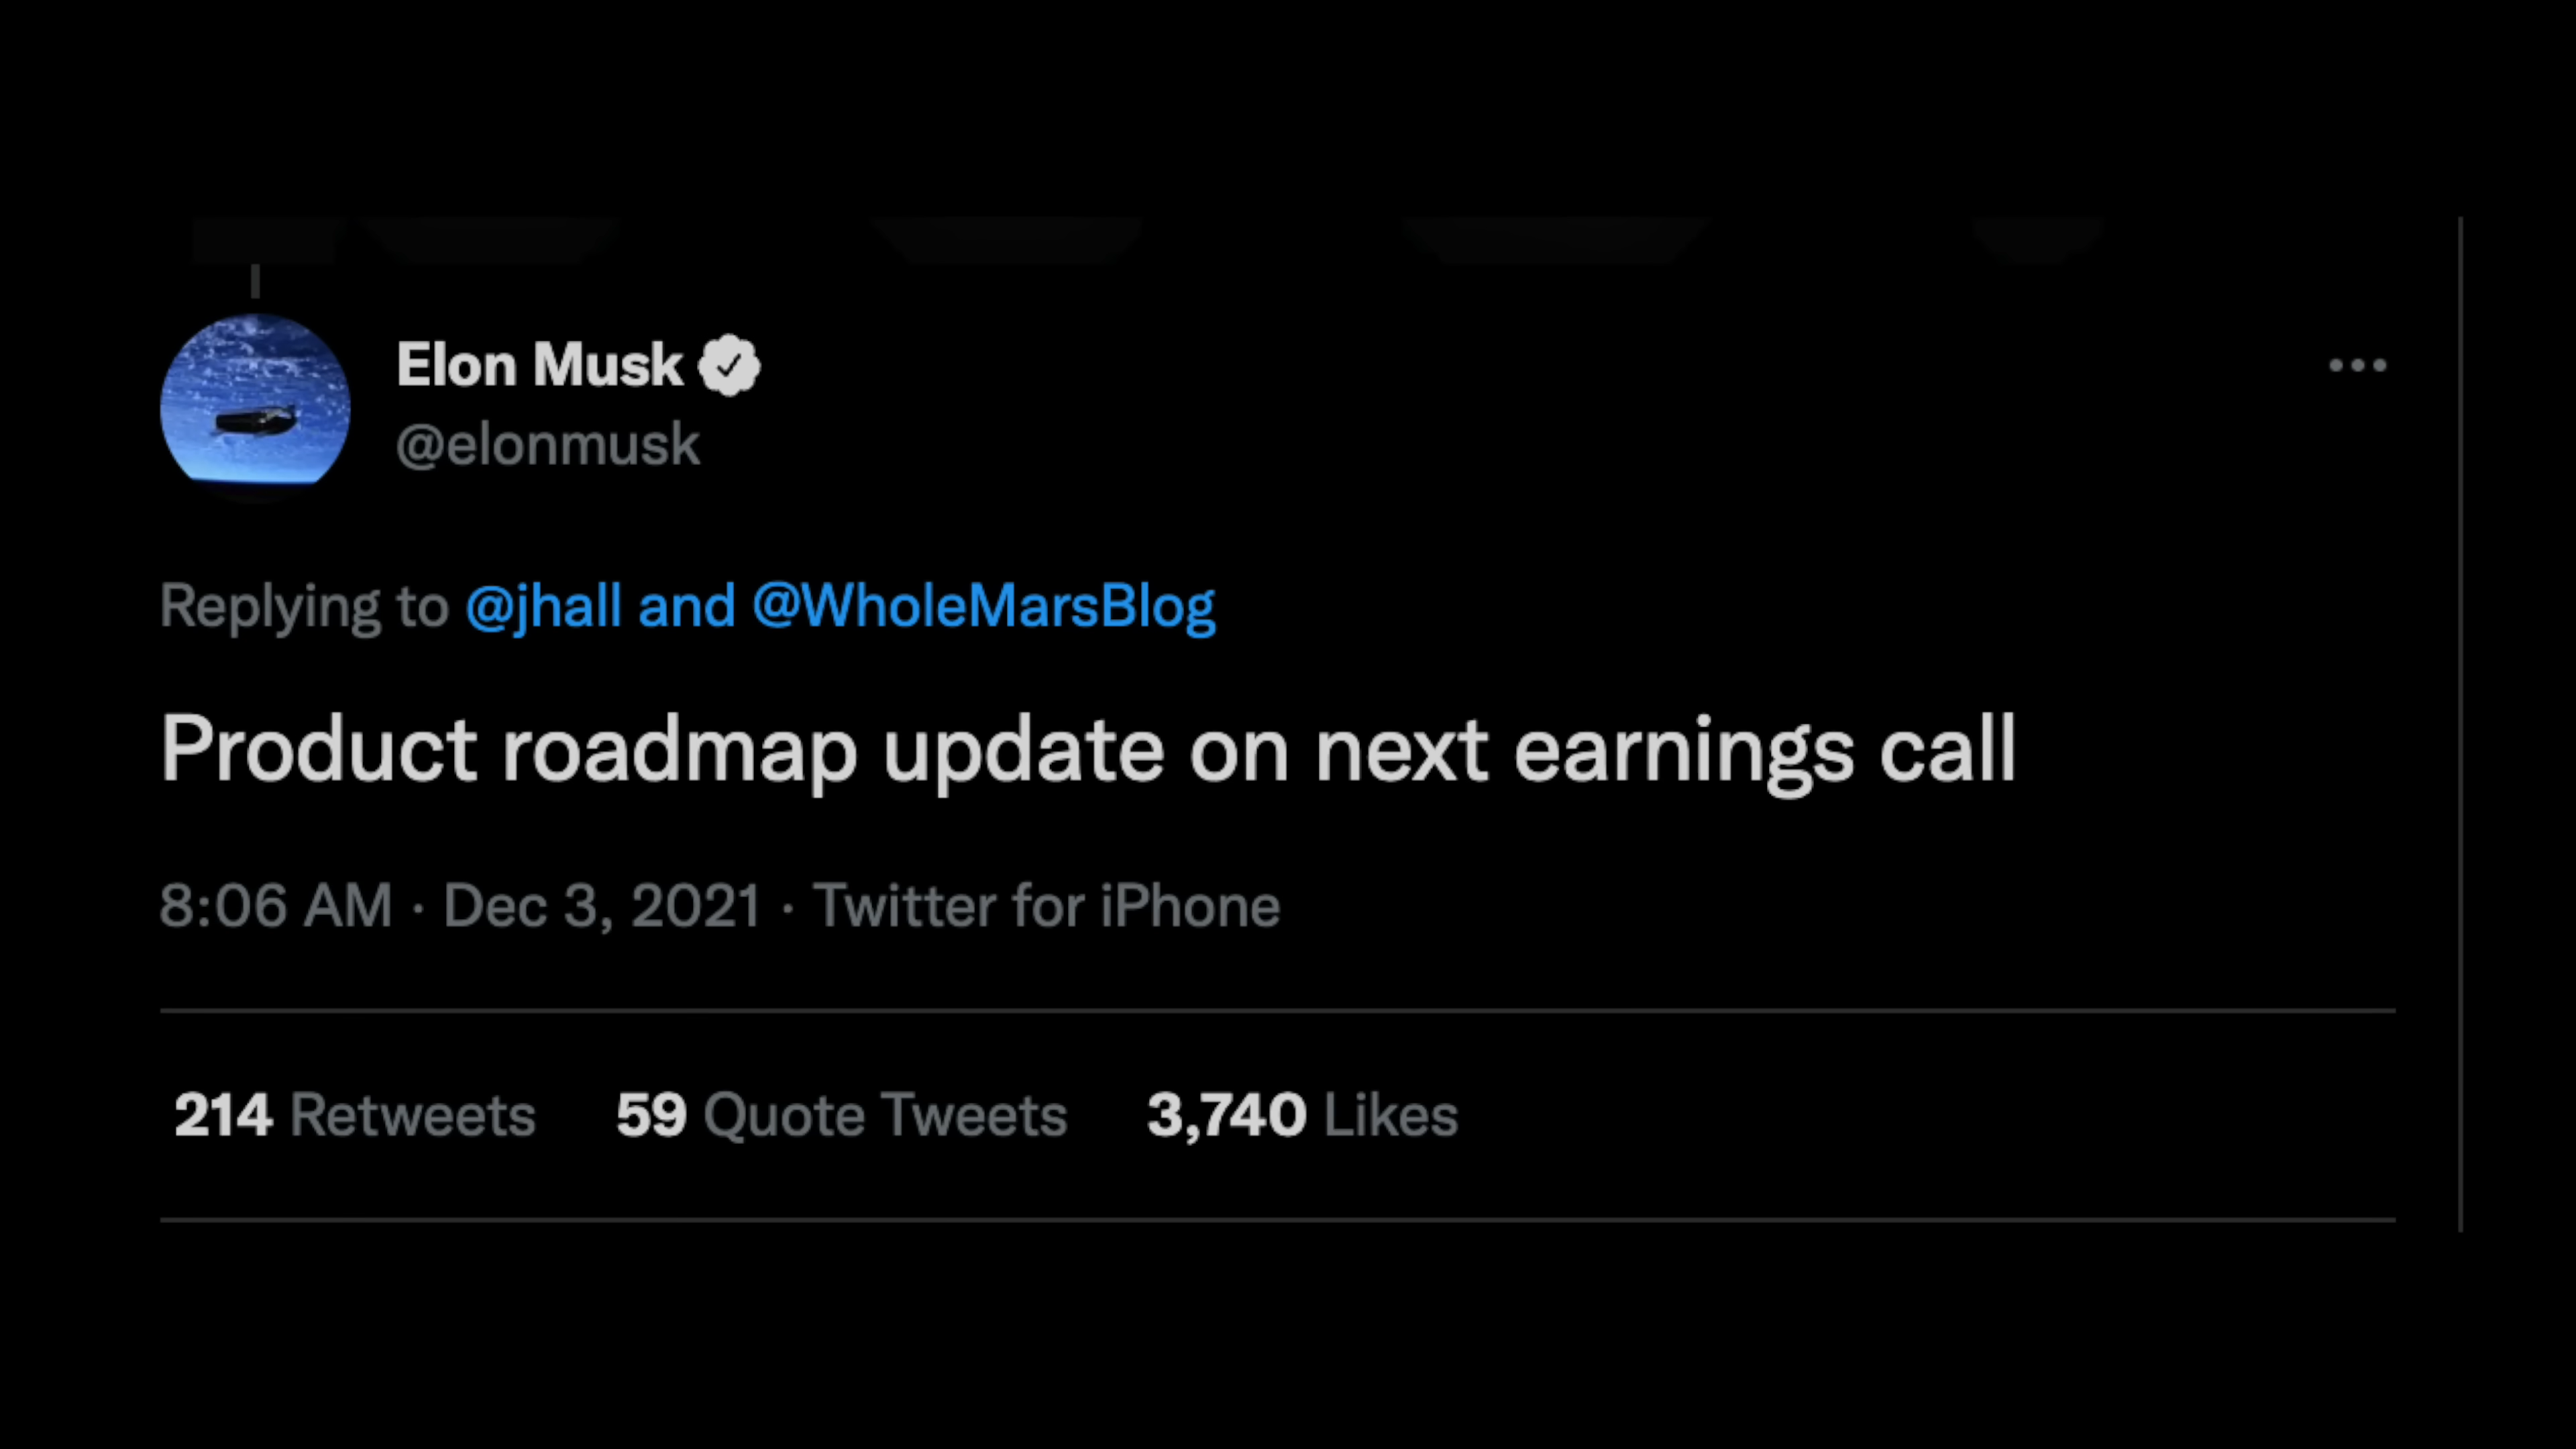 Elon Musk
@elonmusk
Replying to @jhall and @WholeMarsBlog
Product roadmap update on next earnings call
8:06 AM · Dec 3, 2021 · Twitter for iPhone
214 Retweets 59 Quote Tweets 3,740 Likes